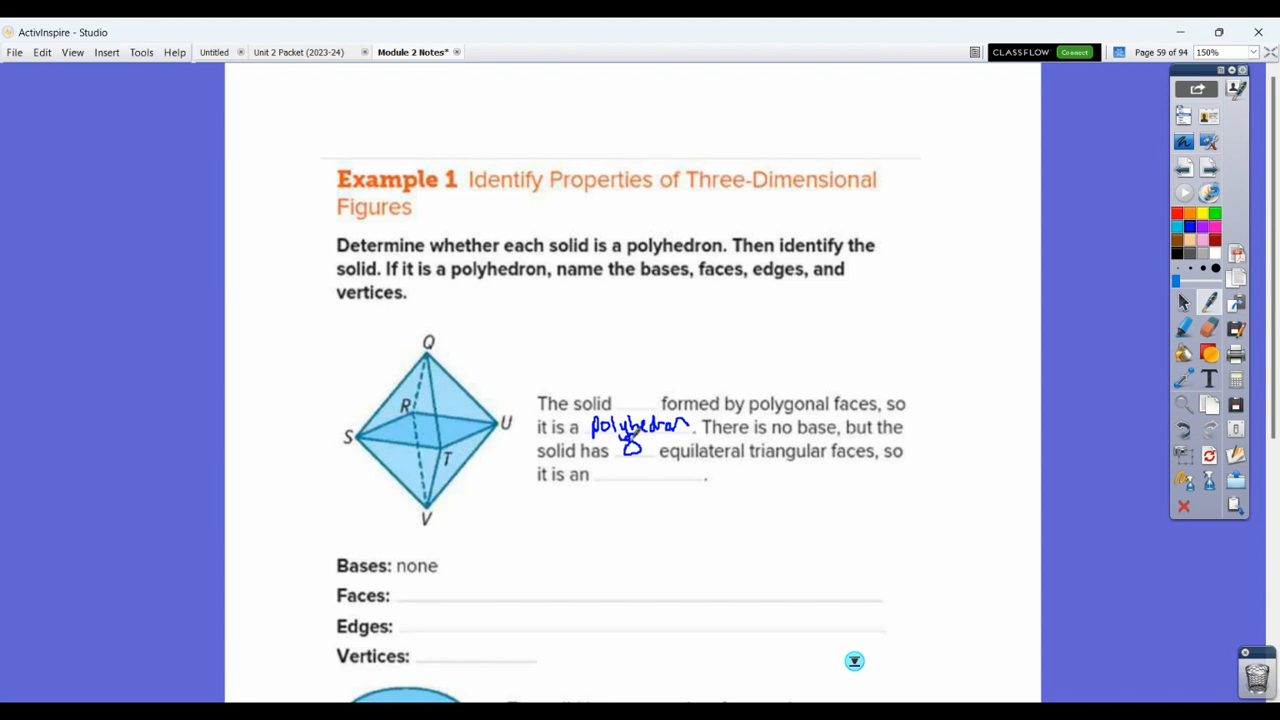 ActivInspire - Studio
File Edit View Insert Tools Help Untitled Unit 2 Packet (2023-24) Module 2 Notes* CLASSFLOW Connect Page 59 of 94 150%
Example 1 Identify Properties of Three-Dimensional
Figures
Determine whether each solid is a polyhedron. Then identify the
solid. If it is a polyhedron, name the bases, faces, edges, and
vertices.
Q
R
U
S
T
V
The solid formed by polygonal faces, so
it is a polyhedron. There is no base, but the
solid has 8 equilateral triangular faces, so
it is an .
Bases: none
Faces:
Edges:
Vertices: